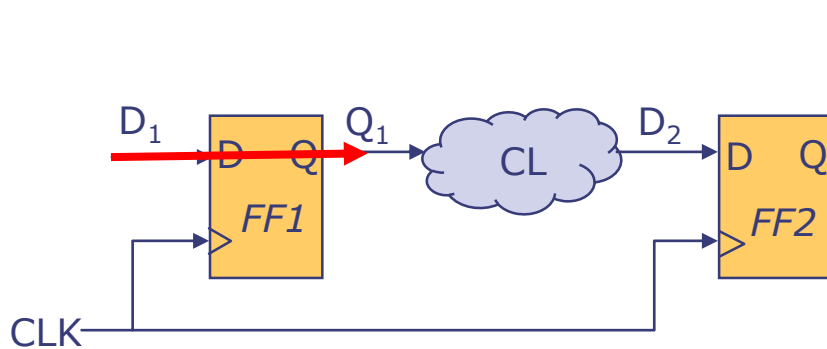 D₁
Q₁
D₂
D Q
CL
D Q
FF1
FF2
CLK